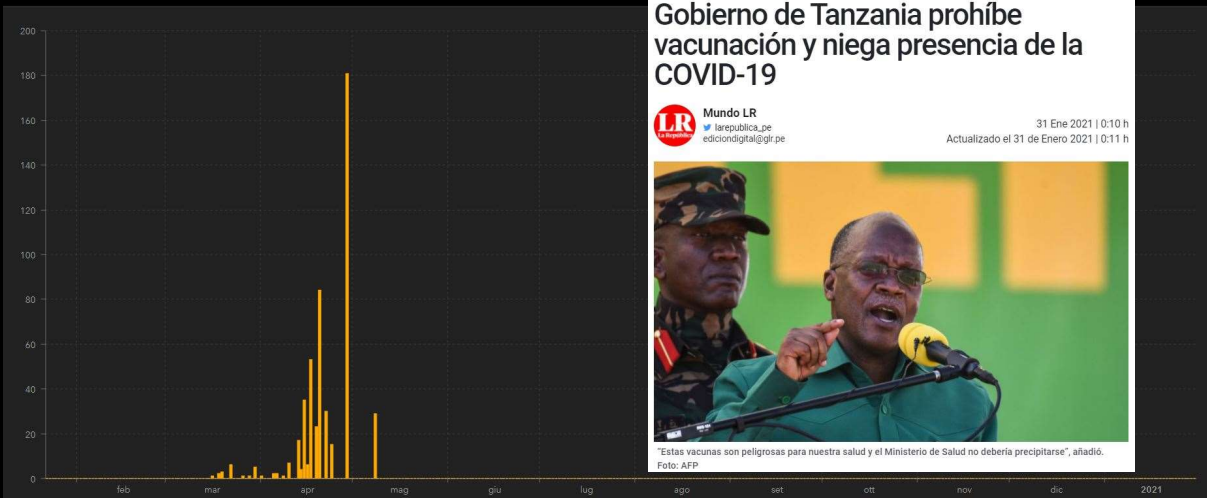 Gobierno de Tanzania prohíbe
vacunación y niega presencia de la
COVID-19
LR
La República
Mundo LR
larepublica_pe
ediciondigital@glr.pe
31 Ene 2021 | 0:10 h
Actualizado el 31 de Enero 2021 | 0:11 h
"Estas vacunas son peligrosas para nuestra salud y el Ministerio de Salud no debería precipitarse", añadió.
Foto: AFP
200
180
160
140
120
100
80
60
40
20
0
feb mar apr mag giu lug ago set ott nov dic 2021